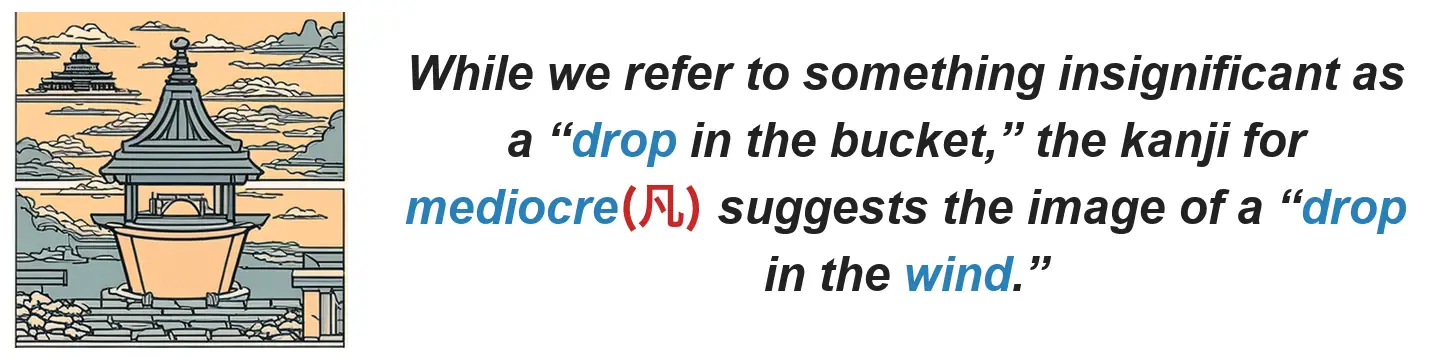 While we refer to something insignificant as
a “drop in the bucket,” the kanji for
mediocre(凡) suggests the image of a “drop
in the wind.”